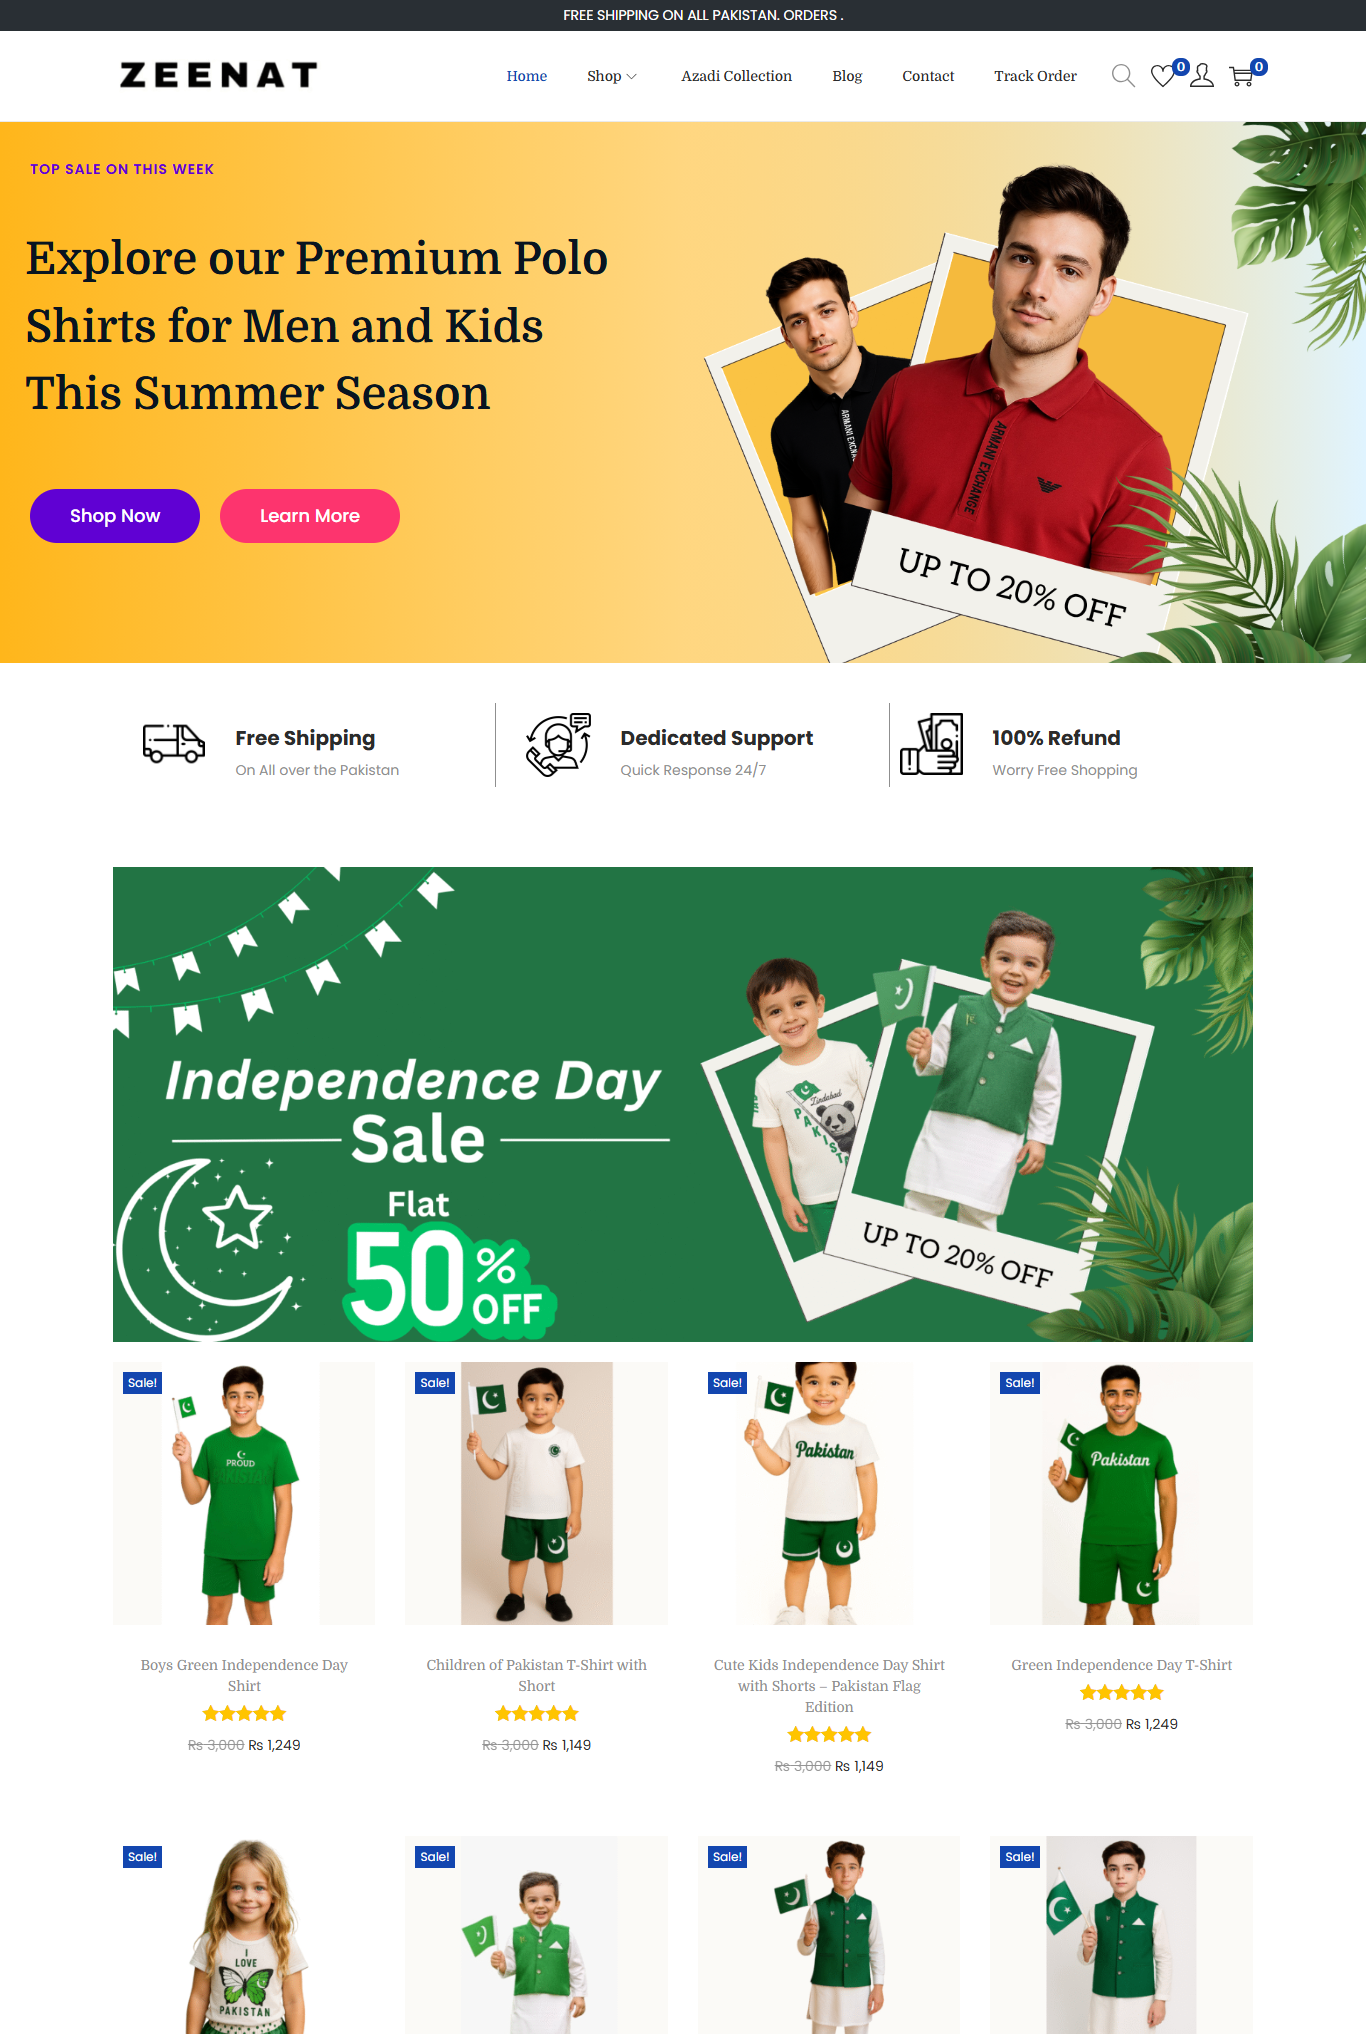 FREE SHIPPING ON ALL PAKISTAN. ORDERS .
ZEENAT
Home
Shop
Azadi Collection
Blog
Contact
Track Order
0
0
TOP SALE ON THIS WEEK
Explore our Premium Polo
Shirts for Men and Kids
This Summer Season
Shop Now
Learn More
ARMANI EXCHANGE
UP TO 20% OFF
Free Shipping
On All over the Pakistan
Dedicated Support
Quick Response 24/7
100% Refund
Worry Free Shopping
Independence Day
Sale
Flat
50%
OFF
Zindabad
PAKIST
UP TO 20% OFF
Sale!
PROUD
PAKISTAN
Sale!
Sale!
Pakistan
Sale!
Pakistan
Boys Green Independence Day
Shirt
Rs 3,000 Rs 1,249
Children of Pakistan T-Shirt with
Short
Rs 3,000 Rs 1,149
Cute Kids Independence Day Shirt
with Shorts – Pakistan Flag
Edition
Rs 3,000 Rs 1,149
Green Independence Day T-Shirt
Rs 3,000 Rs 1,249
Sale!
I
LOVE
PAKISTAN
Sale!
Sale!
Sale!